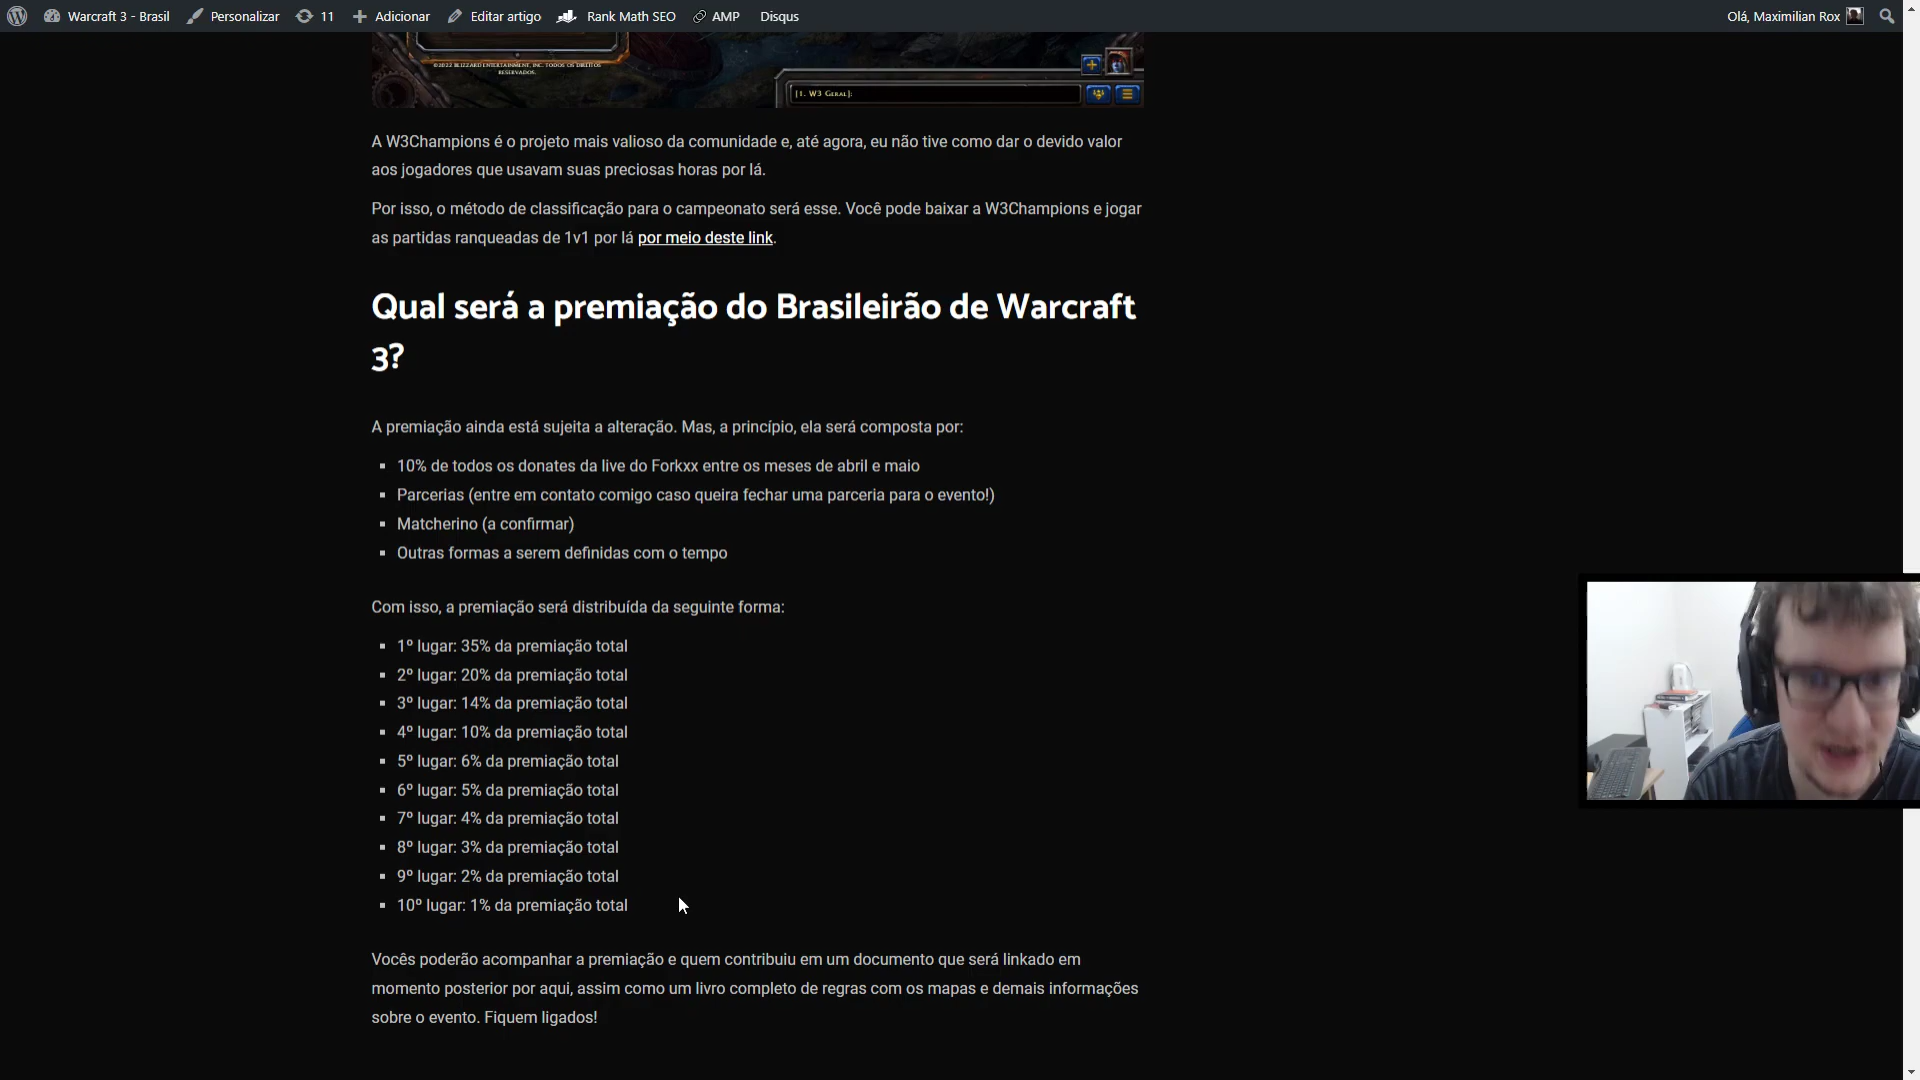 Warcraft 3 - Brasil Personalizar 11 Adicionar Editar artigo Rank Math SEO AMP Disqus Olá, Maximilian Rox
©2022 BLIZZARD ENTERTAINMENT, INC. TODOS OS DIREITOS
RESERVADOS.
[1. W3 GERAL]:
A W3Champions é o projeto mais valioso da comunidade e, até agora, eu não tive como dar o devido valor
aos jogadores que usavam suas preciosas horas por lá.
Por isso, o método de classificação para o campeonato será esse. Você pode baixar a W3Champions e jogar
as partidas ranqueadas de 1v1 por lá por meio deste link.
Qual será a premiação do Brasileirão de Warcraft
3?
A premiação ainda está sujeita a alteração. Mas, a princípio, ela será composta por:
▪ 10% de todos os donates da live do Forkxx entre os meses de abril e maio
▪ Parcerias (entre em contato comigo caso queira fechar uma parceria para o evento!)
▪ Matcherino (a confirmar)
▪ Outras formas a serem definidas com o tempo
Com isso, a premiação será distribuída da seguinte forma:
▪ 1º lugar: 35% da premiação total
▪ 2º lugar: 20% da premiação total
▪ 3º lugar: 14% da premiação total
▪ 4º lugar: 10% da premiação total
▪ 5º lugar: 6% da premiação total
▪ 6º lugar: 5% da premiação total
▪ 7º lugar: 4% da premiação total
▪ 8º lugar: 3% da premiação total
▪ 9º lugar: 2% da premiação total
▪ 10º lugar: 1% da premiação total
Vocês poderão acompanhar a premiação e quem contribuiu em um documento que será linkado em
momento posterior por aqui, assim como um livro completo de regras com os mapas e demais informações
sobre o evento. Fiquem ligados!